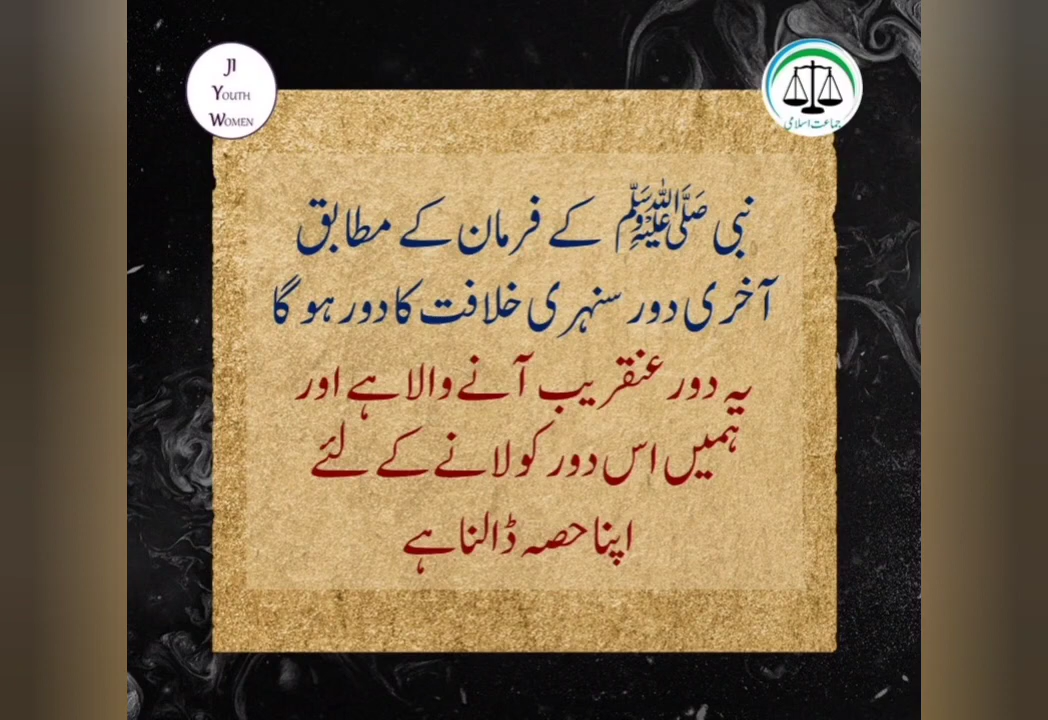 JI
YOUTH
WOMEN
جماعت اسلامی
نبی ﷺ کے فرمان کے مطابق
آخری دور سنہری خلافت کا دور ہو گا
یہ دور عنقریب آنے والا ہے اور
ہمیں اس دور کو لانے کے لئے
اپنا حصہ ڈالنا ہے